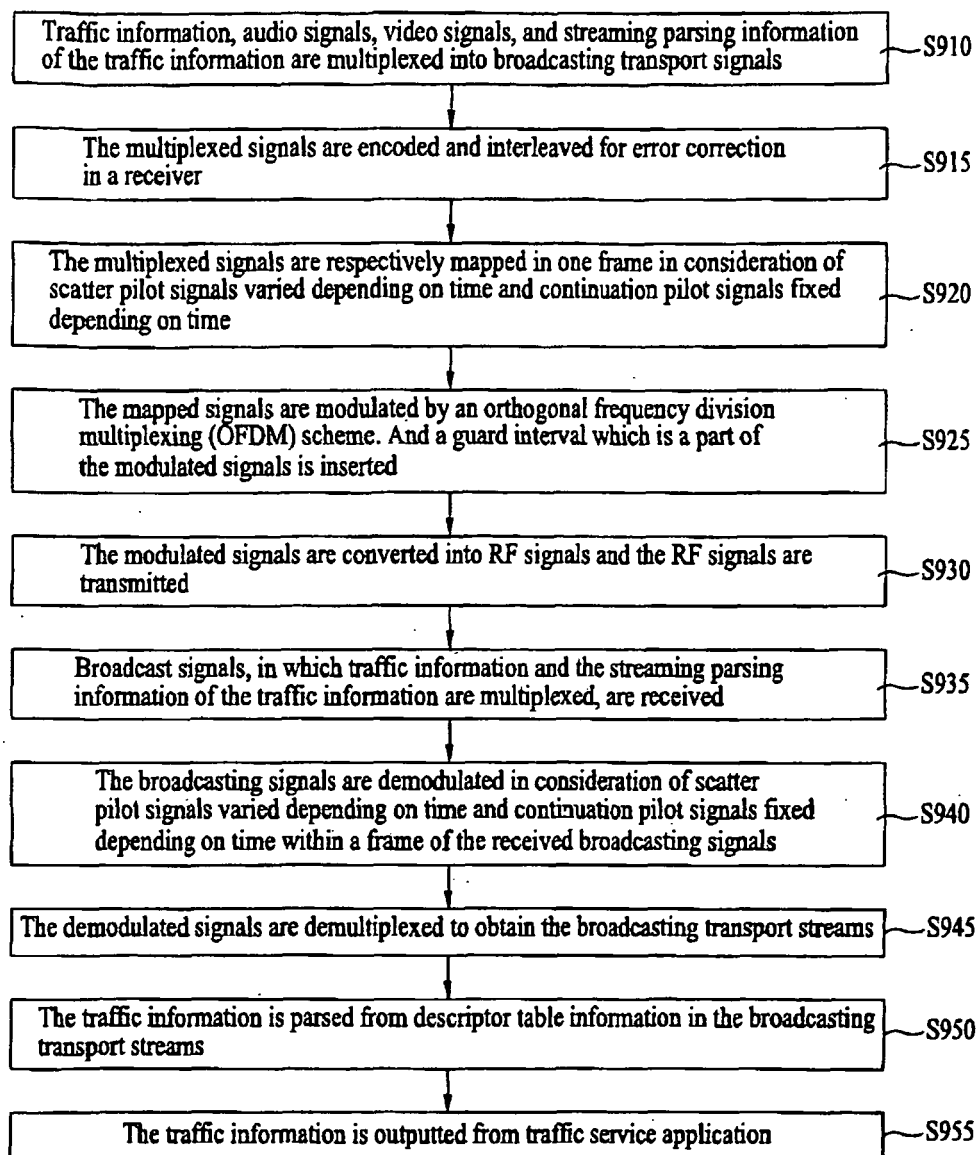 Traffic information, audio signals, video signals, and streaming parsing information
of the traffic information are multiplexed into broadcasting transport signals
S910
The multiplexed signals are encoded and interleaved for error correction
in a receiver
S915
The multiplexed signals are respectively mapped in one frame in consideration of
scatter pilot signals varied depending on time and continuation pilot signals fixed
depending on time
S920
The mapped signals are modulated by an orthogonal frequency division
multiplexing (OFDM) scheme. And a guard interval which is a part of
the modulated signals is inserted
S925
The modulated signals are converted into RF signals and the RF signals are
transmitted
S930
Broadcast signals, in which traffic information and the streaming parsing
information of the traffic information are multiplexed, are received
S935
The broadcasting signals are demodulated in consideration of scatter
pilot signals varied depending on time and continuation pilot signals fixed
depending on time within a frame of the received broadcasting signals
S940
The demodulated signals are demultiplexed to obtain the broadcasting transport streams
S945
The traffic information is parsed from descriptor table information in the broadcasting
transport streams
S950
The traffic information is outputted from traffic service application
S955